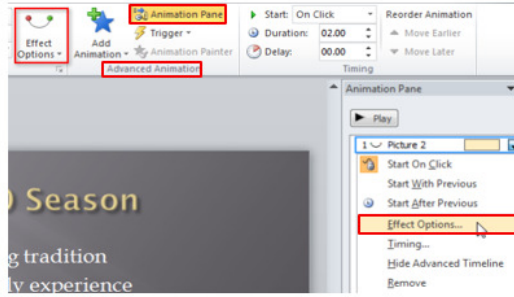 Effect
Options
Add
Animation
Animation Pane
Trigger
Animation Painter
Advanced Animation
Start: On Click
Duration: 02.00
Delay: 00.00
Timing
Reorder Animation
Move Earlier
Move Later
) Season
g tradition
ly experience
Animation Pane
Play
1 Picture 2
Start On Click
Start With Previous
Start After Previous
Effect Options...
Timing...
Hide Advanced Timeline
Remove